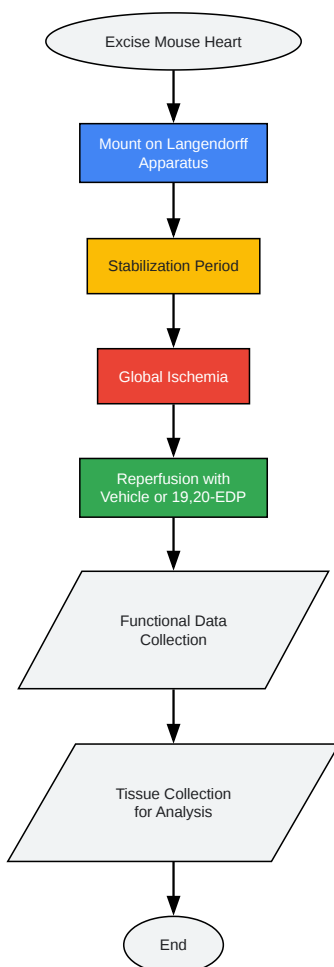 Excise Mouse Heart
Mount on Langendorff
Apparatus
Stabilization Period
Global Ischemia
Reperfusion with
Vehicle or 19,20-EDP
Functional Data
Collection
Tissue Collection
for Analysis
End